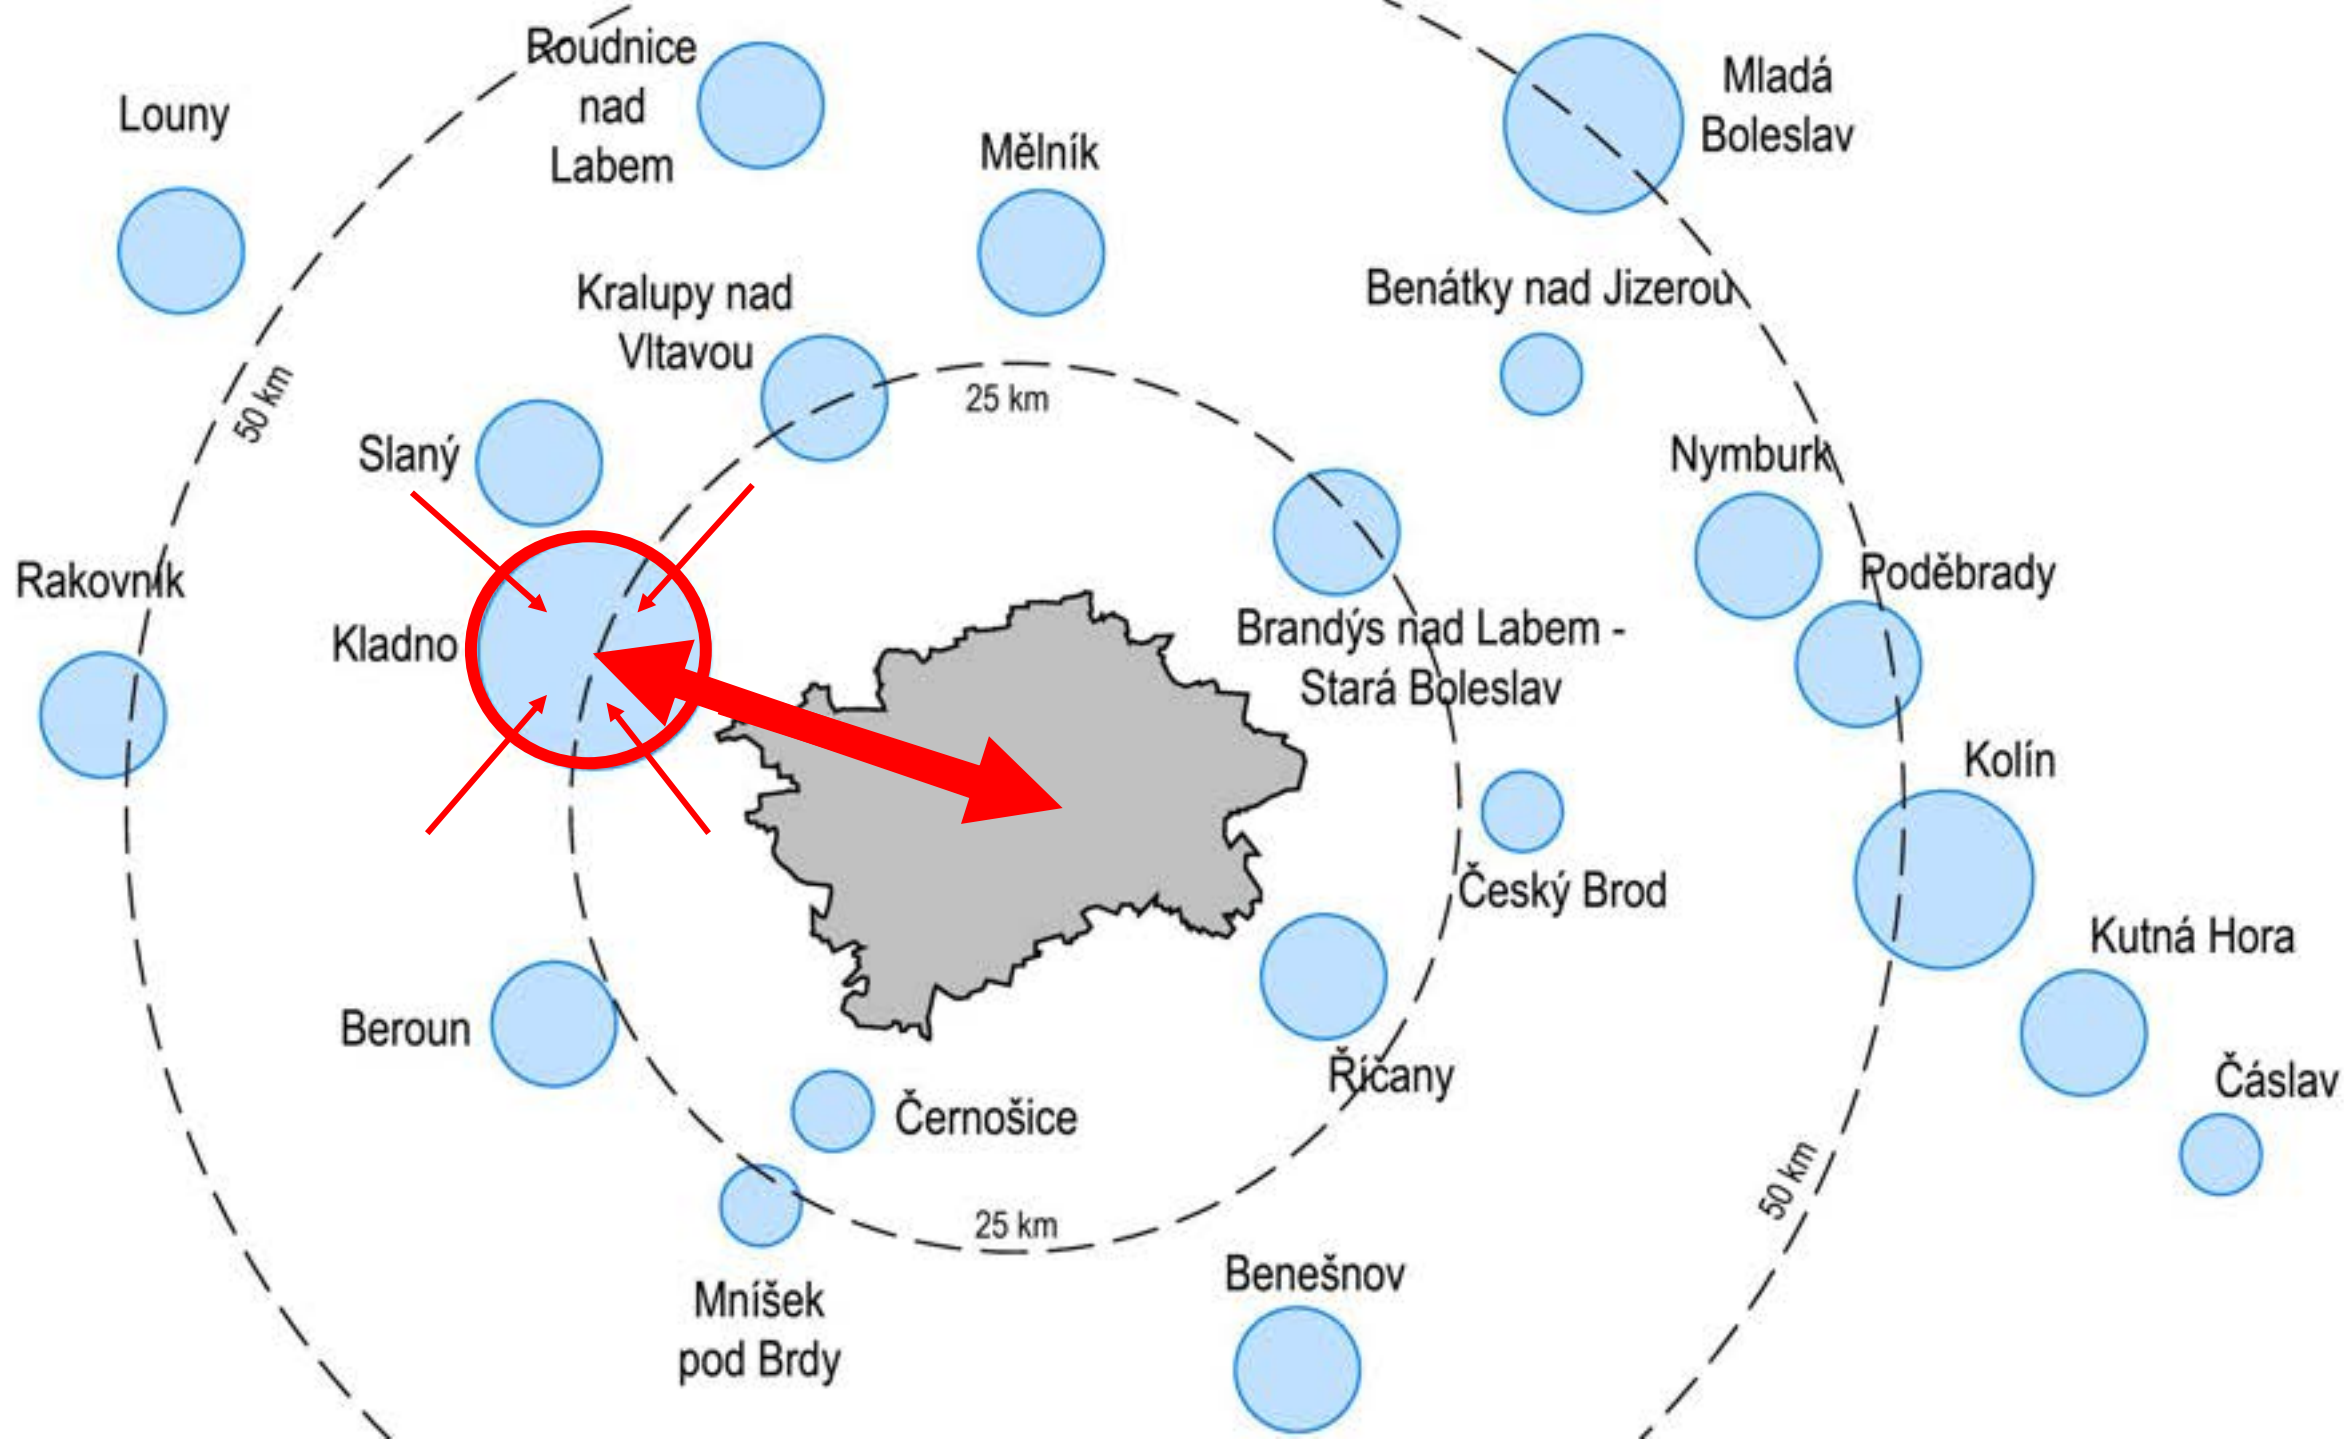 Roudnice
nad
Labem
Mladá
Boleslav
Louny
Mělník
Kralupy nad
Vltavou
Benátky nad Jizerou
50 km
25 km
Slaný
Nymburk
Rakovník
Poděbrady
Kladno
Brandýs nad Labem -
Stará Boleslav
Kolín
Český Brod
Kutná Hora
Beroun
Říčany
Čáslav
Černošice
50 km
25 km
Benešnov
Mníšek
pod Brdy